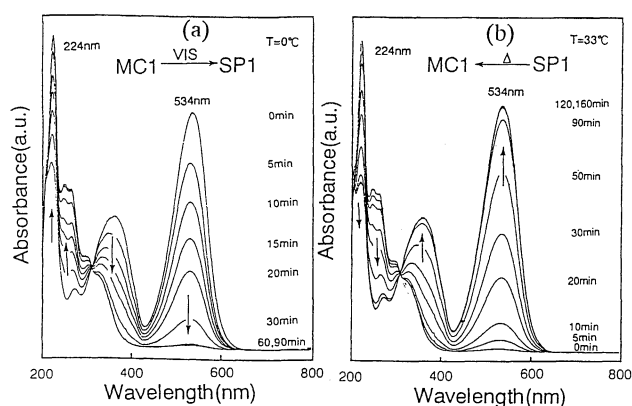 (a)
224nm
T=0℃
VIS
MC1 → SP1
534nm
0min
5min
10min
15min
20min
30min
60,90min
Absorbance(a.u.)
200 400 600 800
Wavelength(nm)
(b)
224nm
T=33℃
Δ
MC1 ← SP1
534nm
120,160min
90min
50min
30min
20min
10min
5min
0min
Absorbance(a.u.)
200 400 600 800
Wavelength(nm)